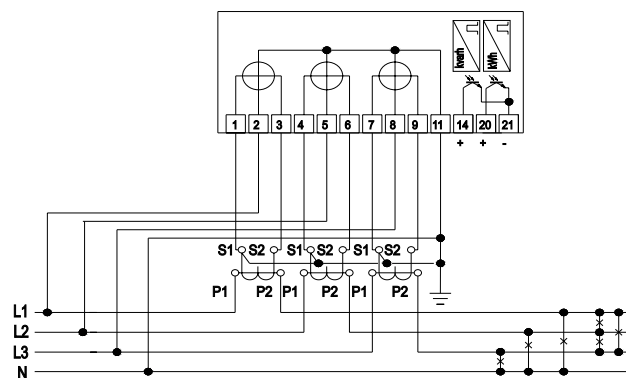 kvarh kWh
1 2 3 4 5 6 7 8 9 11 14 20 21
+ + -
S1 S2 S1 S2 S1 S2
P1 P2 P1 P2 P1 P2
L1
L2
L3
N